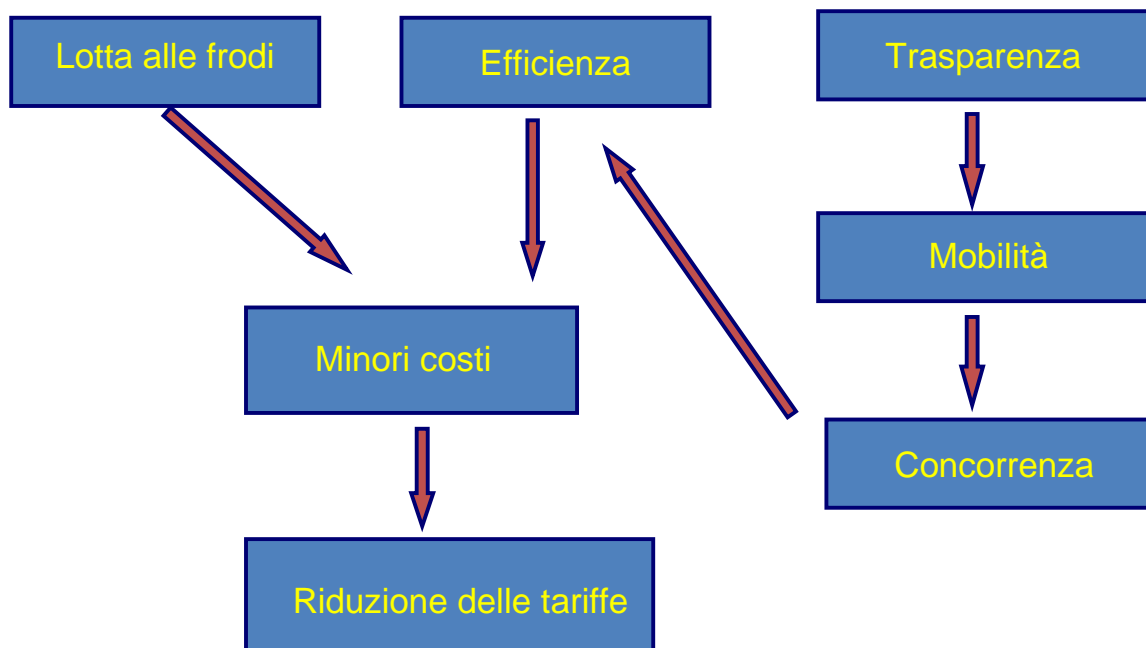 Lotta alle frodi
Efficienza
Trasparenza
Mobilità
Minori costi
Concorrenza
Riduzione delle tariffe